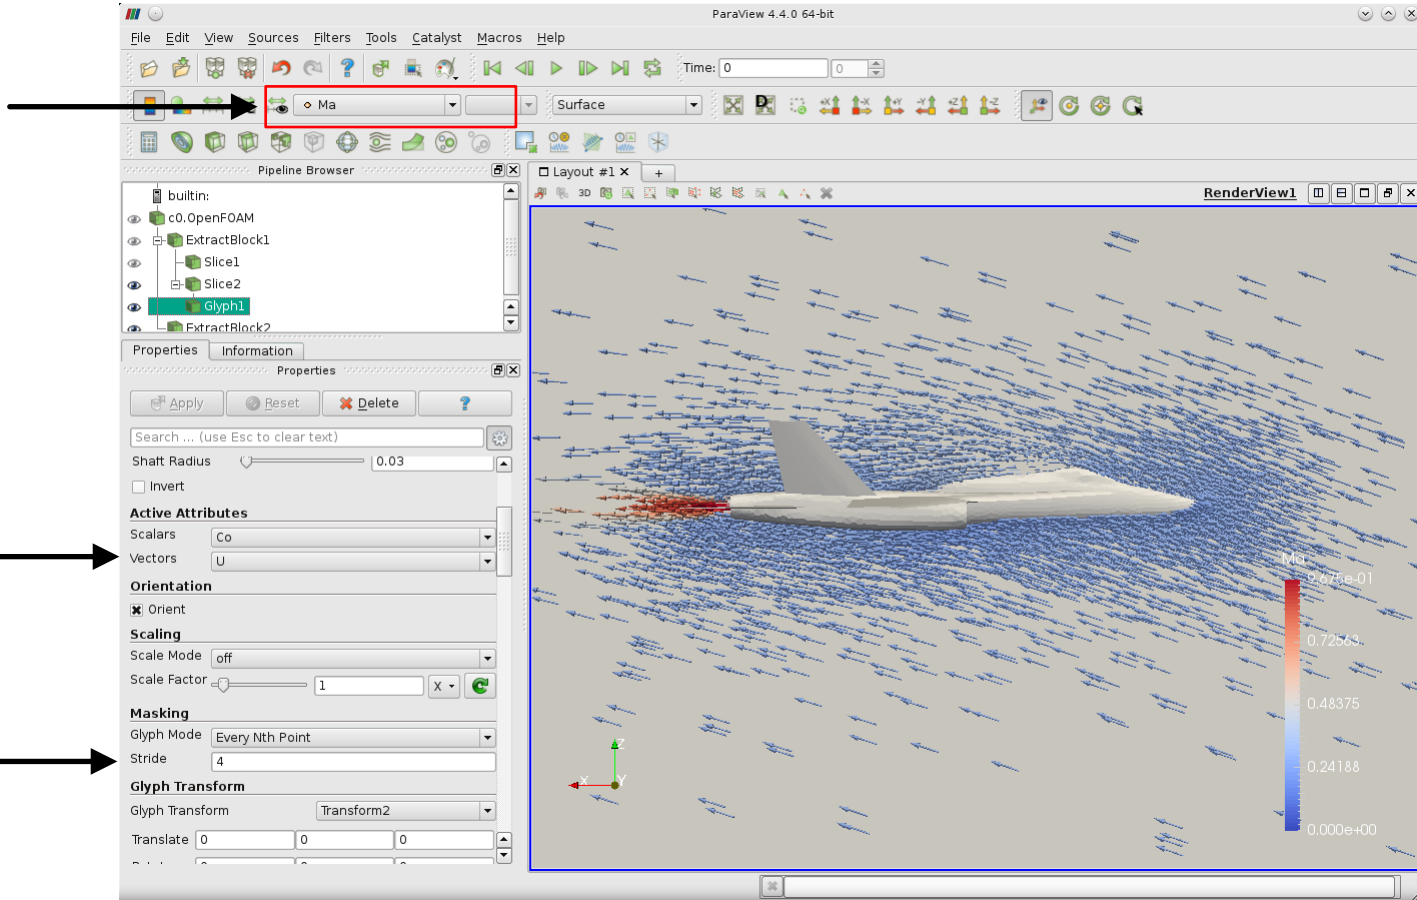 ParaView 4.4.0 64-bit
File Edit View Sources Filters Tools Catalyst Macros Help
Time: 0 0
Ma Surface
Pipeline Browser
builtin:
c0.OpenFOAM
ExtractBlock1
Slice1
Slice2
Glyph1
ExtractBlock2
Properties Information
Properties
Apply Reset Delete ?
Search ... (use Esc to clear text)
Shaft Radius 0.03
Invert
Active Attributes
Scalars Co
Vectors U
Orientation
Orient
Scaling
Scale Mode off
Scale Factor 1 X
Masking
Glyph Mode Every Nth Point
Stride 4
Glyph Transform
Glyph Transform Transform2
Translate 0 0 0
Layout #1 +
3D RenderView1
Ma
9.675e-01
0.72563
0.48375
0.24188
0.000e+00
Z
X Y